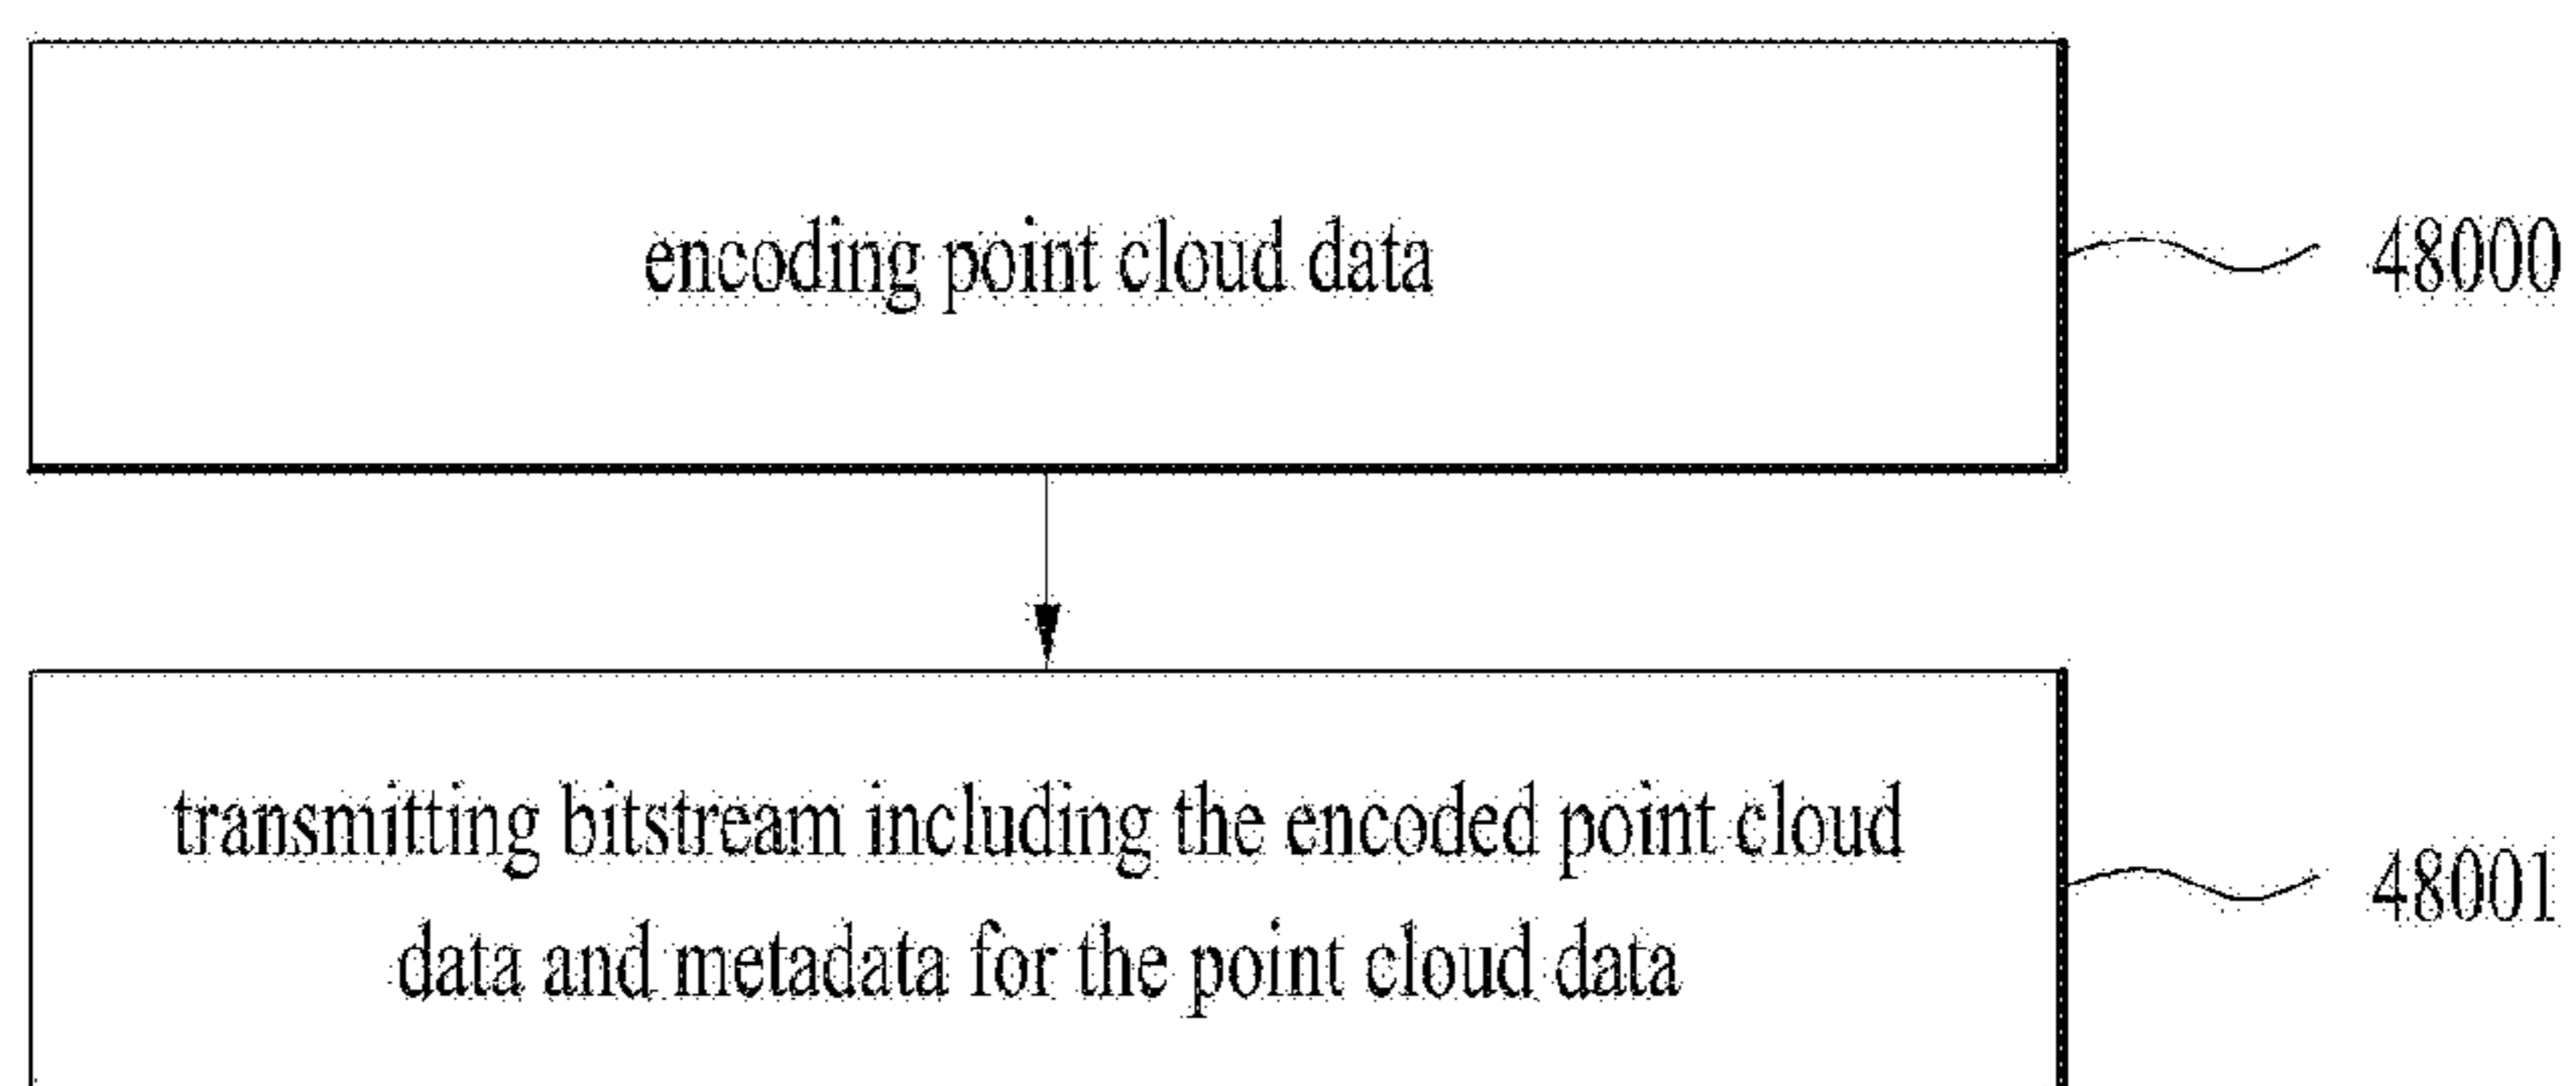 encoding point cloud data
48000
transmitting bitstream including the encoded point cloud
data and metadata for the point cloud data
48001